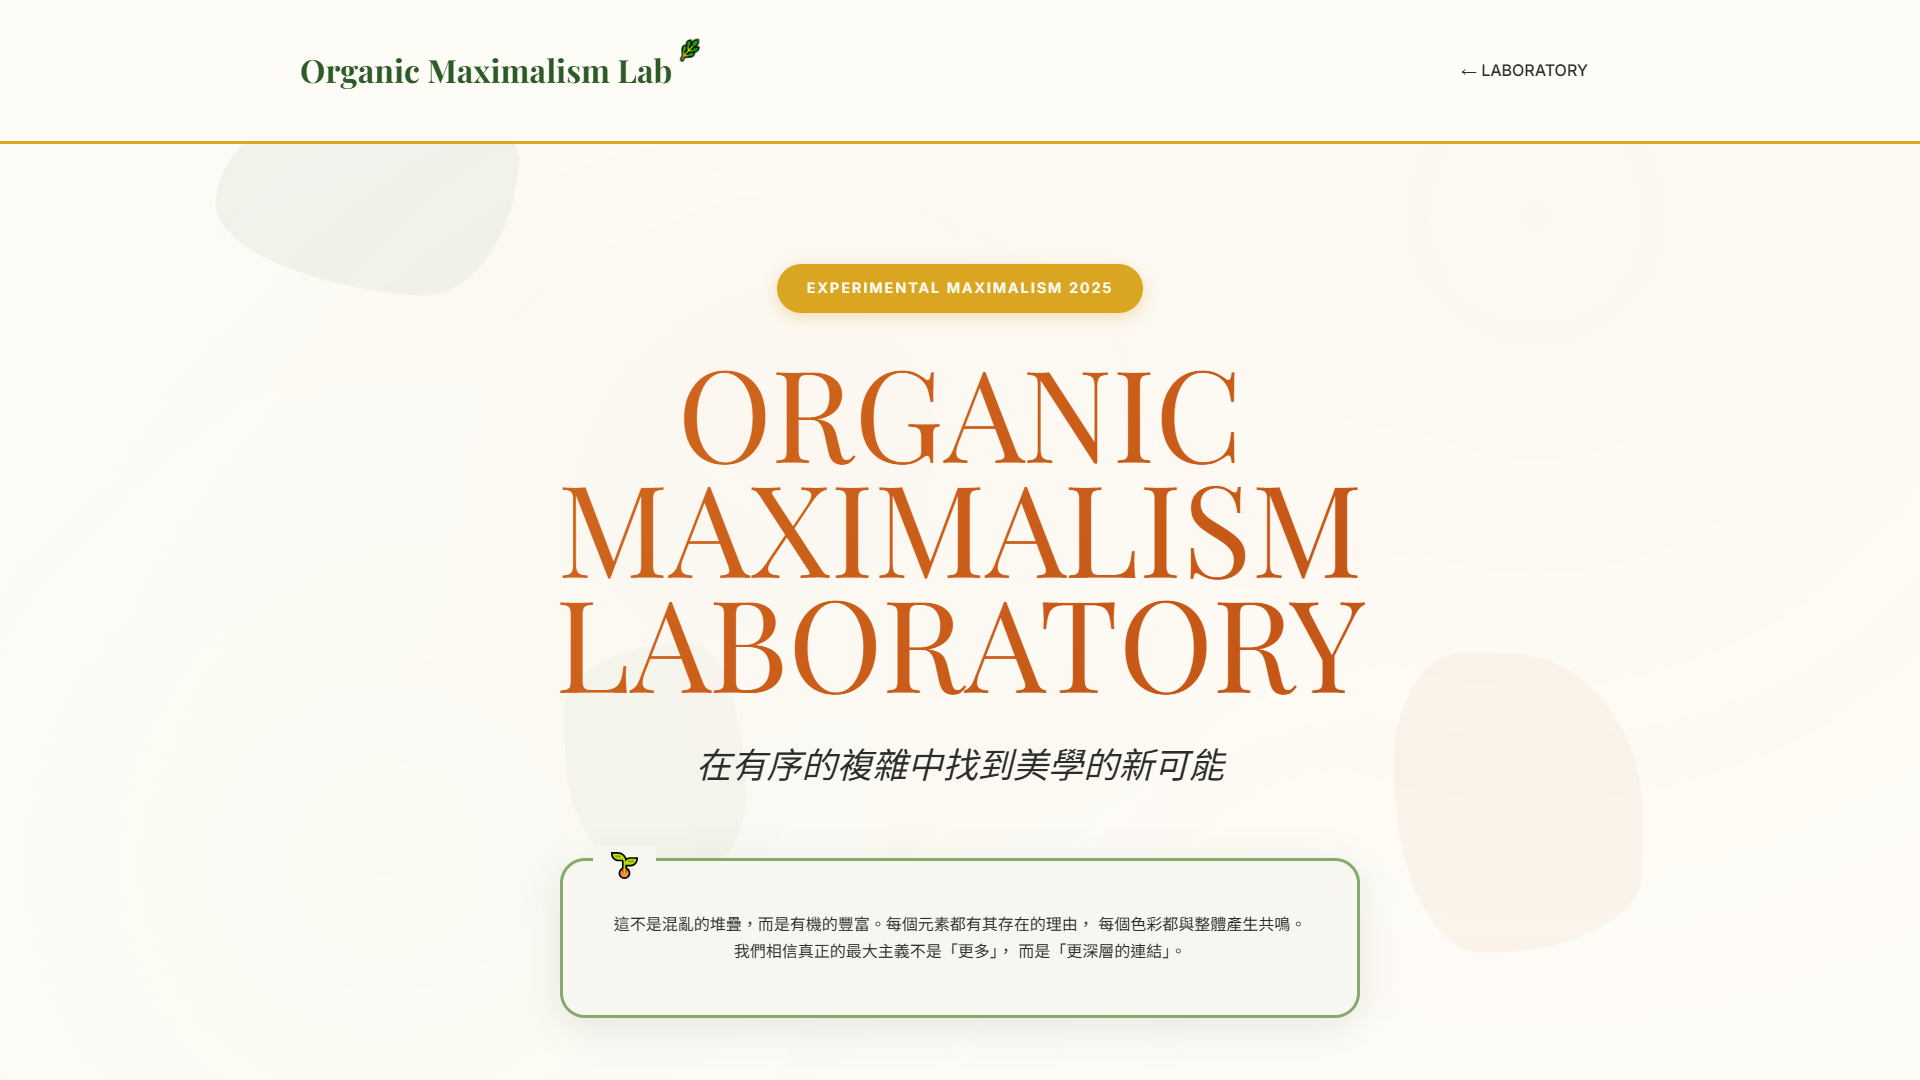 Organic Maximalism Lab
← LABORATORY
EXPERIMENTAL MAXIMALISM 2025
ORGANIC
MAXIMALISM
LABORATORY
在有序的複雜中找到美學的新可能
這不是混亂的堆疊，而是有機的豐富。每個元素都有其存在的理由， 每個色彩都與整體產生共鳴。
我們相信真正的最大主義不是「更多」， 而是「更深層的連結」。